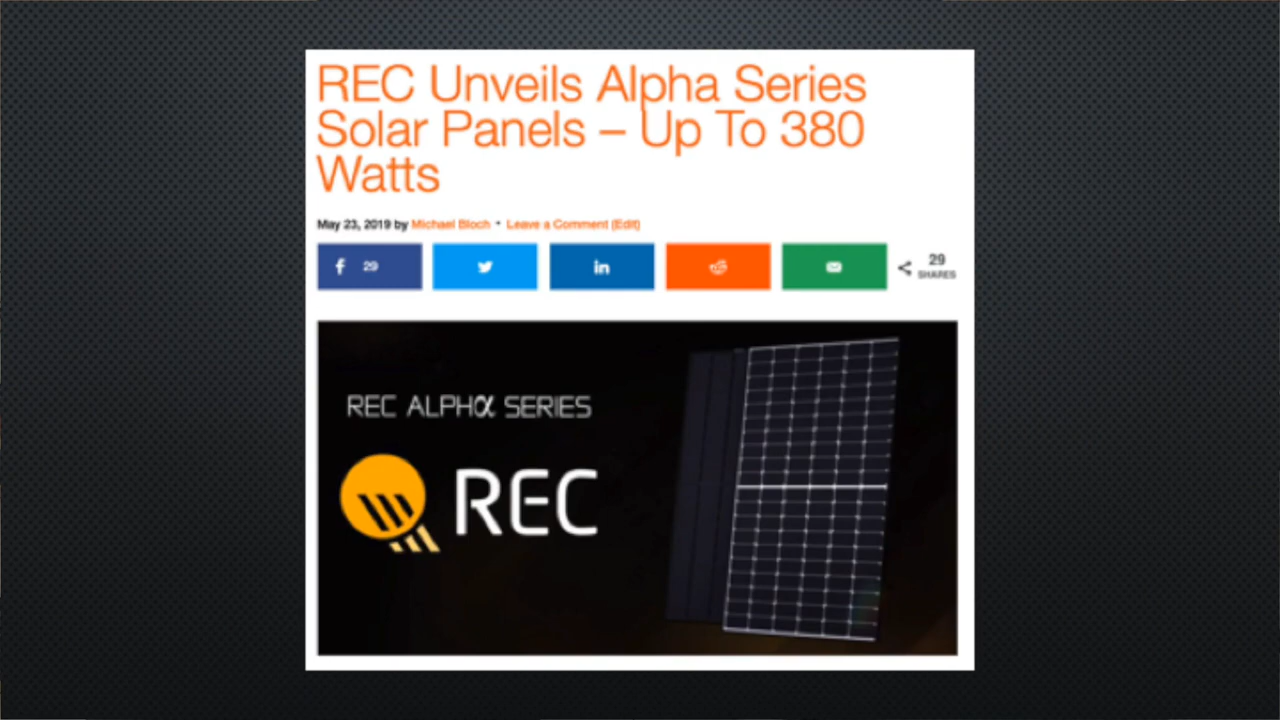 REC Unveils Alpha Series
Solar Panels – Up To 380
Watts
May 23, 2019 by Michael Bloch • Leave a Comment (Edit)
29
29
SHARES
REC ALPHα SERIES
REC